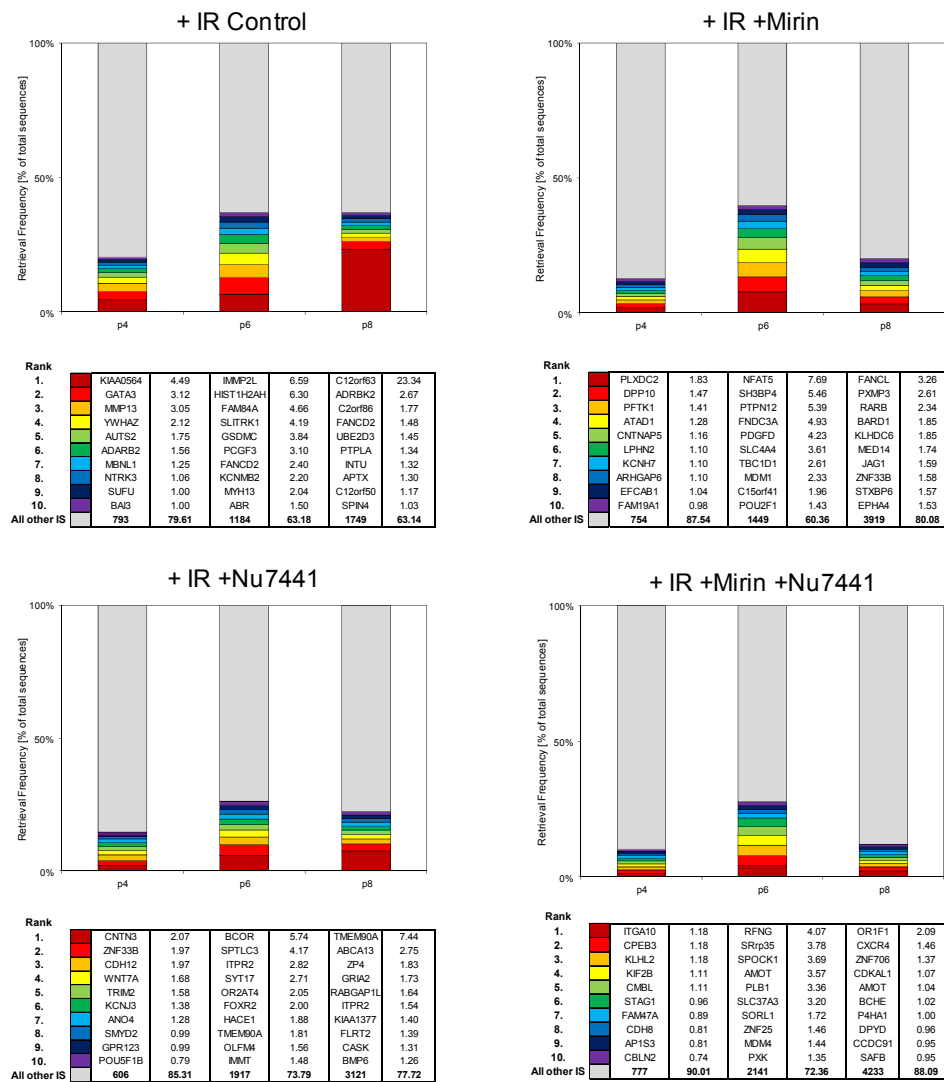 + IR Control
Retrieval Frequency [% of total sequences]
100%
50%
0%
p4 p6 p8
Rank
1. KIAA0564 4.49 IMMP2L 6.59 C12orf63 23.34
2. GATA3 3.12 HIST1H2AH 6.30 ADRBK2 2.67
3. MMP13 3.05 FAM84A 4.66 C2orf86 1.77
4. YWHAZ 2.12 SLITRK1 4.19 FANCD2 1.48
5. AUTS2 1.75 GSDMC 3.84 UBE2D3 1.45
6. ADARB2 1.56 PCGF3 3.10 PTPLA 1.34
7. MBNL1 1.25 FANCD2 2.40 INTU 1.32
8. NTRK3 1.06 KCNMB2 2.20 APTX 1.30
9. SUFU 1.00 MYH13 2.04 C12orf50 1.17
10. BAI3 1.00 ABR 1.50 SPIN4 1.03
All other IS 793 79.61 1184 63.18 1749 63.14
+ IR +Mirin
Retrieval Frequency [% of total sequences]
100%
50%
0%
p4 p6 p8
Rank
1. PLXDC2 1.83 NFAT5 7.69 FANCL 3.26
2. DPP10 1.47 SH3BP4 5.46 PXMP3 2.61
3. PFTK1 1.41 PTPN12 5.39 RARB 2.34
4. ATAD1 1.28 FNDC3A 4.93 BARD1 1.85
5. CNTNAP5 1.16 PDGFD 4.23 KLHDC6 1.85
6. LPHN2 1.10 SLC4A4 3.61 MED14 1.74
7. KCNH7 1.10 TBC1D1 2.61 JAG1 1.59
8. ARHGAP6 1.10 MDM1 2.33 ZNF33B 1.58
9. EFCAB1 1.04 C15orf41 1.96 STXBP6 1.57
10. FAM19A1 0.98 POU2F1 1.43 EPHA4 1.53
All other IS 754 87.54 1449 60.36 3919 80.08
+ IR +Nu7441
Retrieval Frequency [% of total sequences]
100%
50%
0%
p4 p6 p8
Rank
1. CNTN3 2.07 BCOR 5.74 TMEM90A 7.44
2. ZNF33B 1.97 SPTLC3 4.17 ABCA13 2.75
3. CDH12 1.97 ITPR2 2.82 ZP4 1.83
4. WNT7A 1.68 SYT17 2.71 GRIA2 1.73
5. TRIM2 1.58 OR2AT4 2.05 RABGAP1L 1.64
6. KCNJ3 1.38 FOXR2 2.00 ITPR2 1.54
7. ANO4 1.28 HACE1 1.88 KIAA1377 1.40
8. SMYD2 0.99 TMEM90A 1.81 FLRT2 1.39
9. GPR123 0.99 OLFM4 1.56 CASK 1.31
10. POU5F1B 0.79 IMMT 1.48 BMP6 1.26
All other IS 606 85.31 1917 73.79 3121 77.72
+ IR +Mirin +Nu7441
Retrieval Frequency [% of total sequences]
100%
50%
0%
p4 p6 p8
Rank
1. ITGA10 1.18 RFNG 4.07 OR1F1 2.09
2. CPEB3 1.18 SRrp35 3.78 CXCR4 1.46
3. KLHL2 1.18 SPOCK1 3.69 ZNF706 1.37
4. KIF2B 1.11 AMOT 3.57 CDKAL1 1.07
5. CMBL 1.11 PLB1 3.36 AMOT 1.04
6. STAG1 0.96 SLC37A3 3.20 BCHE 1.02
7. FAM47A 0.89 SORL1 1.72 P4HA1 1.00
8. CDH8 0.81 ZNF25 1.46 DPYD 0.96
9. AP1S3 0.81 MDM4 1.44 CCDC91 0.95
10. CBLN2 0.74 PXK 1.35 SAFB 0.95
All other IS 777 90.01 2141 72.36 4233 88.09